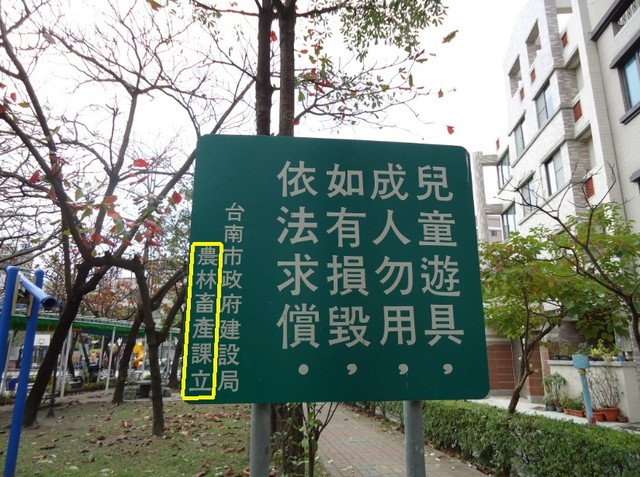 兒童遊具，
成人勿用，
如有損毀，
依法求償．
台南市政府建設局
農林畜產課立